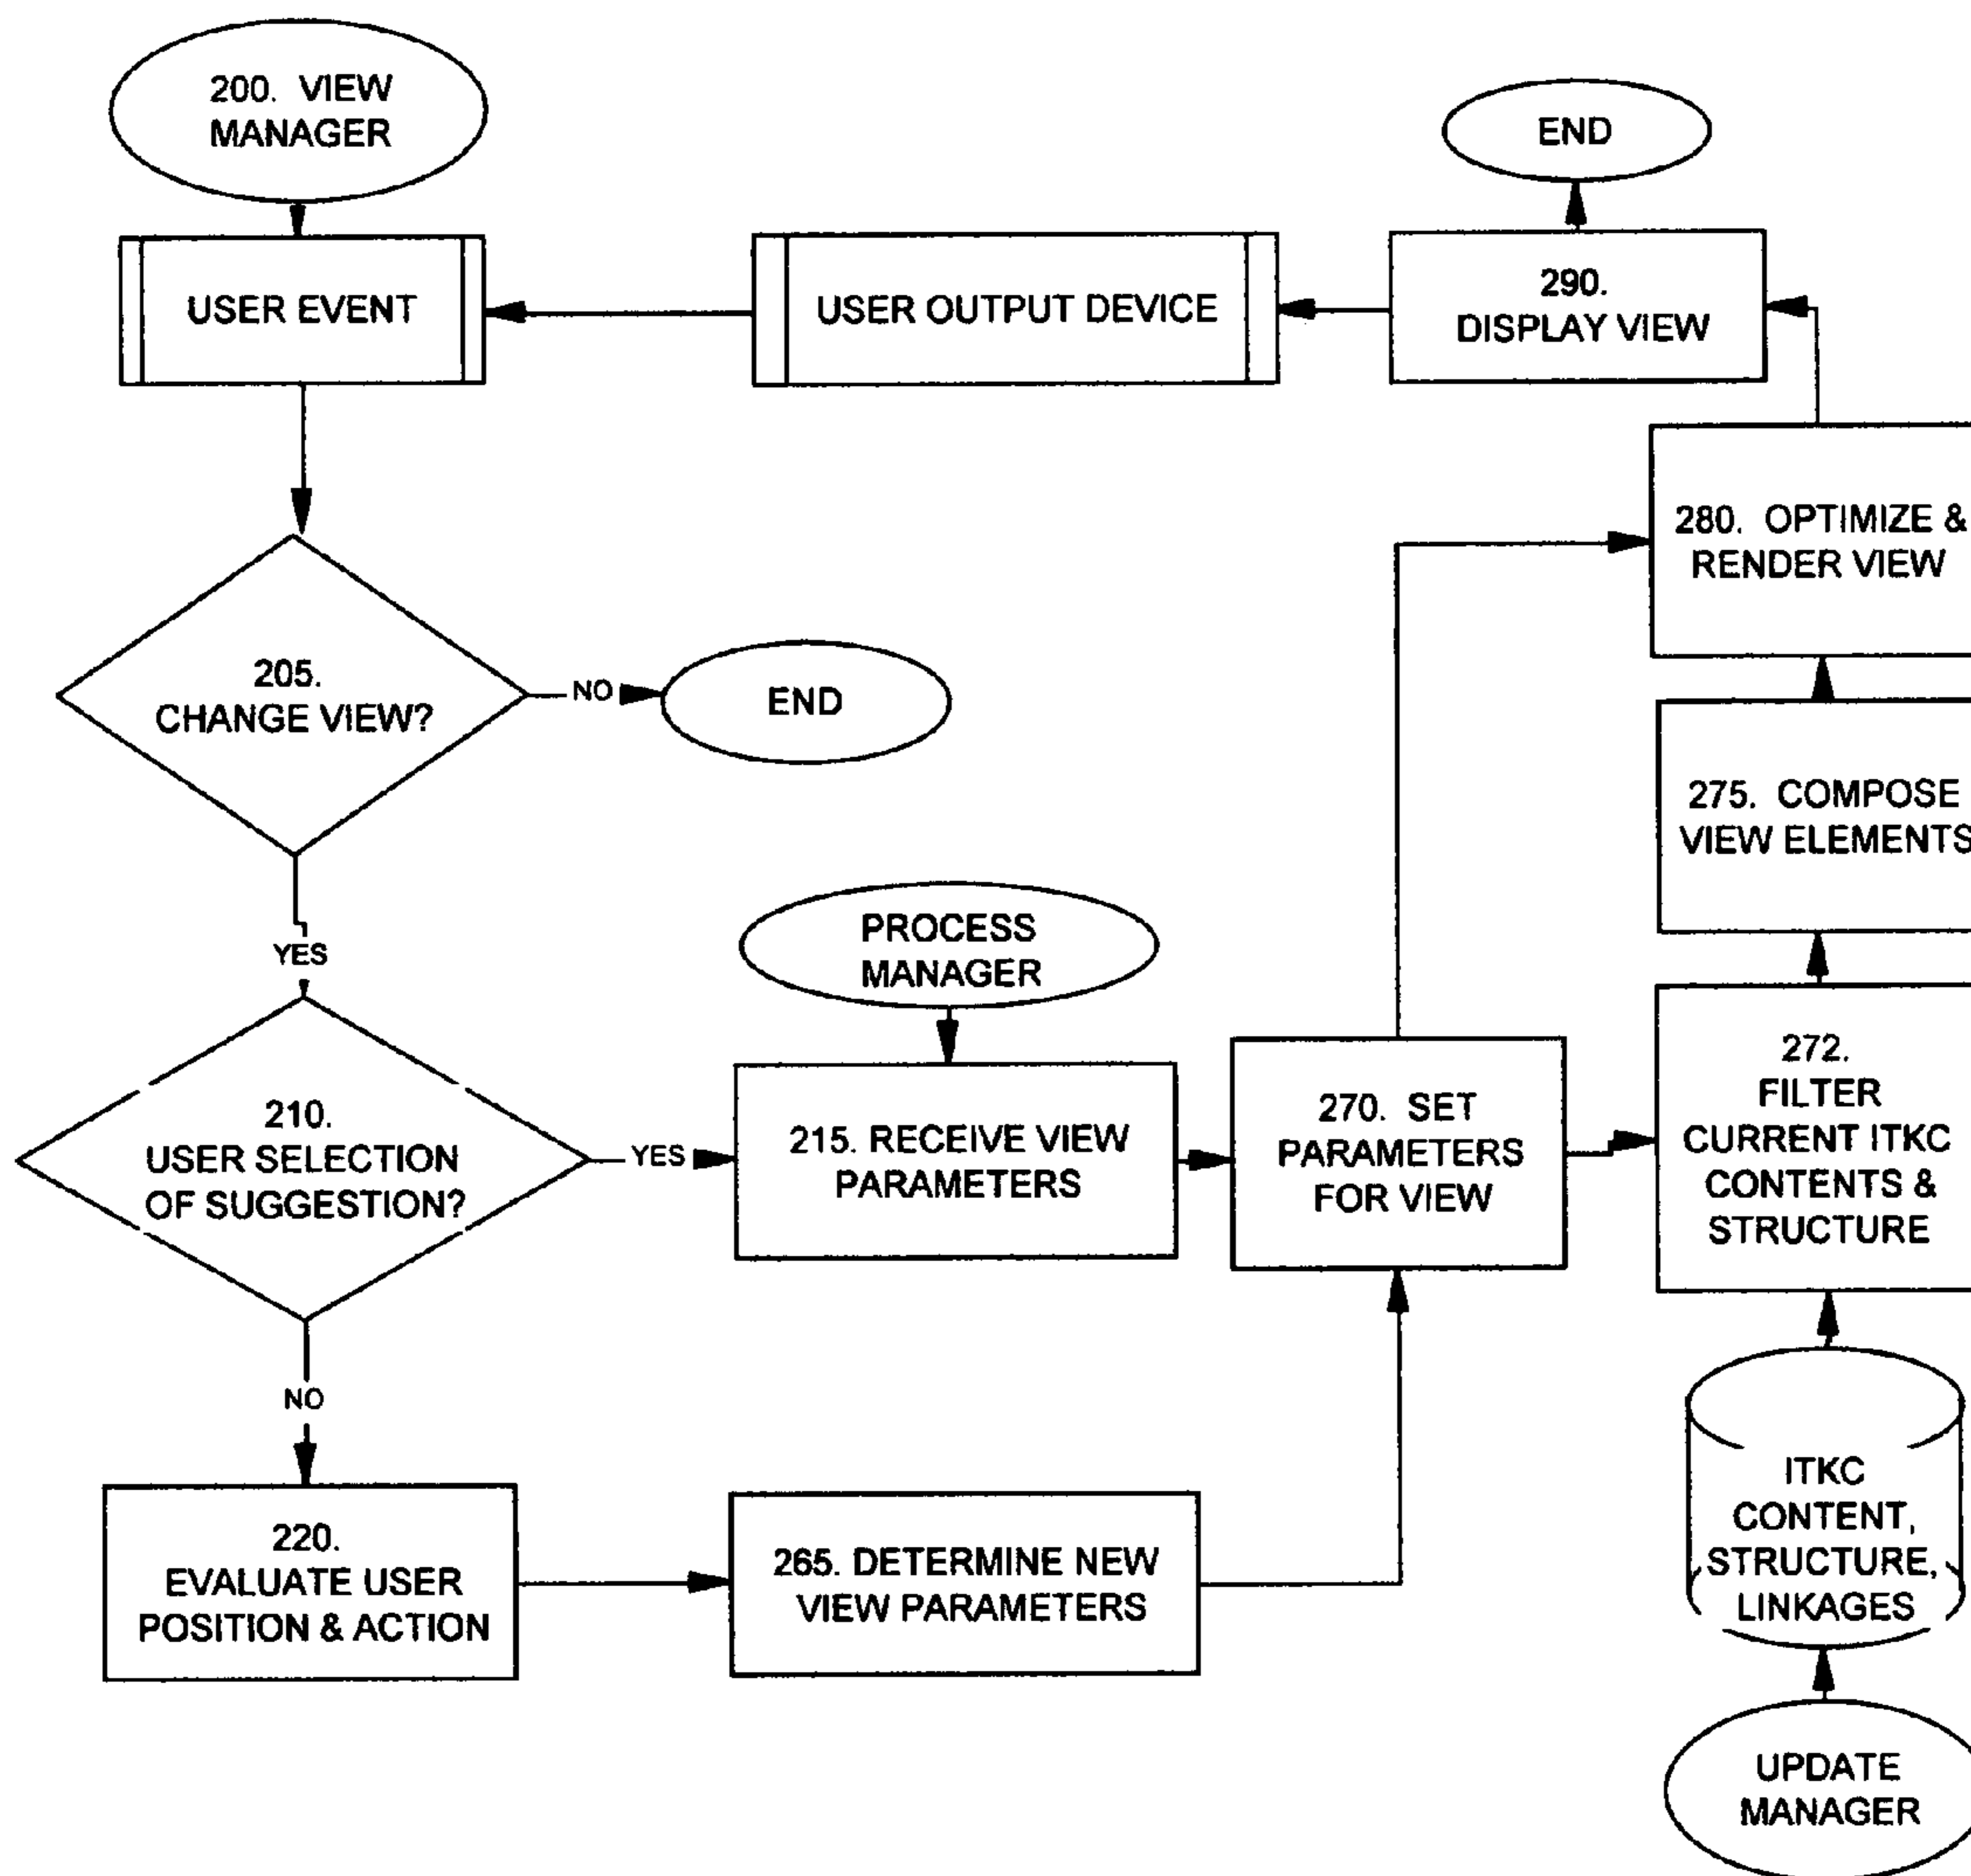 200. VIEW
MANAGER
END
USER EVENT
USER OUTPUT DEVICE
290.
DISPLAY VIEW
280. OPTIMIZE &
RENDER VIEW
205.
CHANGE VIEW?
NO
END
275. COMPOSE
VIEW ELEMENTS
YES
PROCESS
MANAGER
210.
USER SELECTION
OF SUGGESTION?
YES
215. RECEIVE VIEW
PARAMETERS
270. SET
PARAMETERS
FOR VIEW
272.
FILTER
CURRENT ITKC
CONTENTS &
STRUCTURE
NO
220.
EVALUATE USER
POSITION & ACTION
265. DETERMINE NEW
VIEW PARAMETERS
ITKC
CONTENT,
STRUCTURE,
LINKAGES
UPDATE
MANAGER